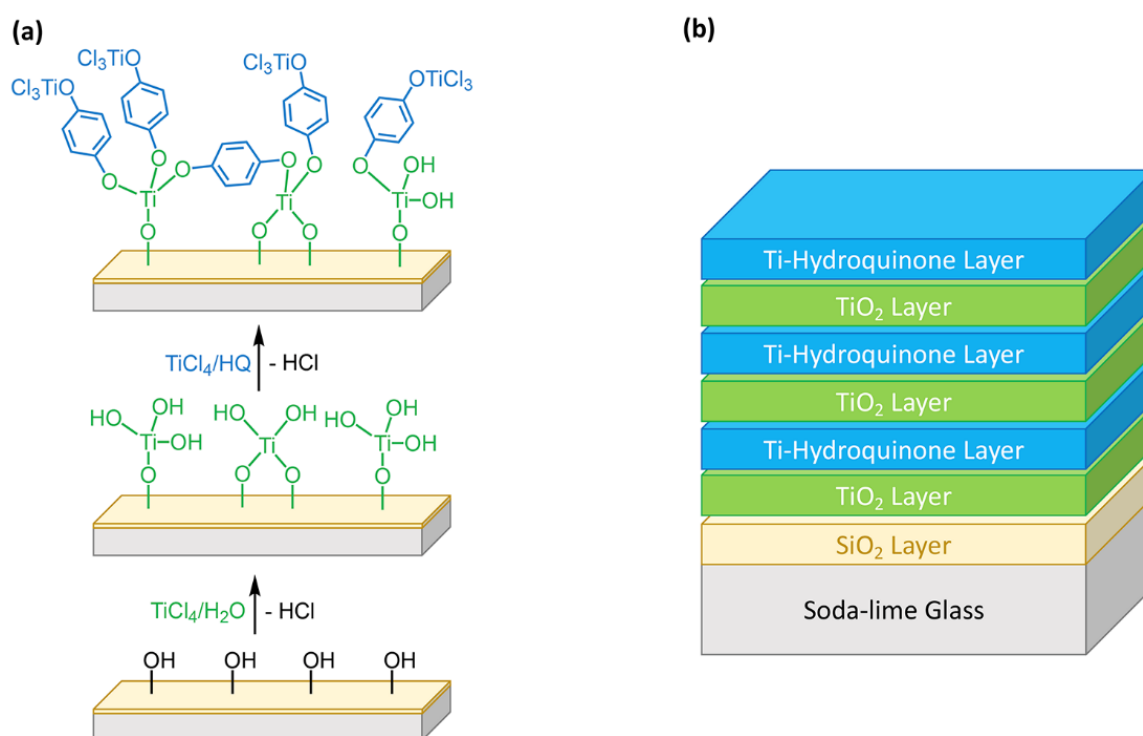 (a)
Cl₃TiO
Cl₃TiO
Cl₃TiO
OTiCl₃
O
O
O
O
O
O
OH
Ti
Ti
Ti
OH
O
O
O
O
TiCl₄/HQ
- HCl
HO
OH
HO
OH
HO
OH
Ti
OH
Ti
Ti
OH
O
O
O
O
TiCl₄/H₂O
- HCl
OH
OH
OH
OH
(b)
Ti-Hydroquinone Layer
TiO₂ Layer
Ti-Hydroquinone Layer
TiO₂ Layer
Ti-Hydroquinone Layer
TiO₂ Layer
SiO₂ Layer
Soda-lime Glass